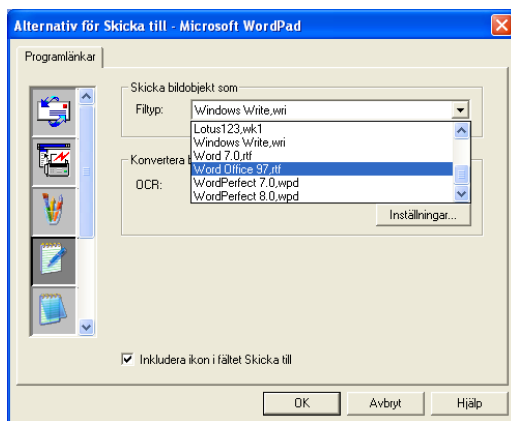 Alternativ för Skicka till - Microsoft WordPad
Programlänkar
Skicka bildobjekt som
Filtyp: Windows Write,wri
Lotus123,wk1
Windows Write,wri
Word 7.0,rtf
Konvertera
Word Office 97,rtf
OCR: WordPerfect 7.0,wpd
WordPerfect 8.0,wpd
Inställningar...
Inkludera ikon i fältet Skicka till
OK Avbryt Hjälp